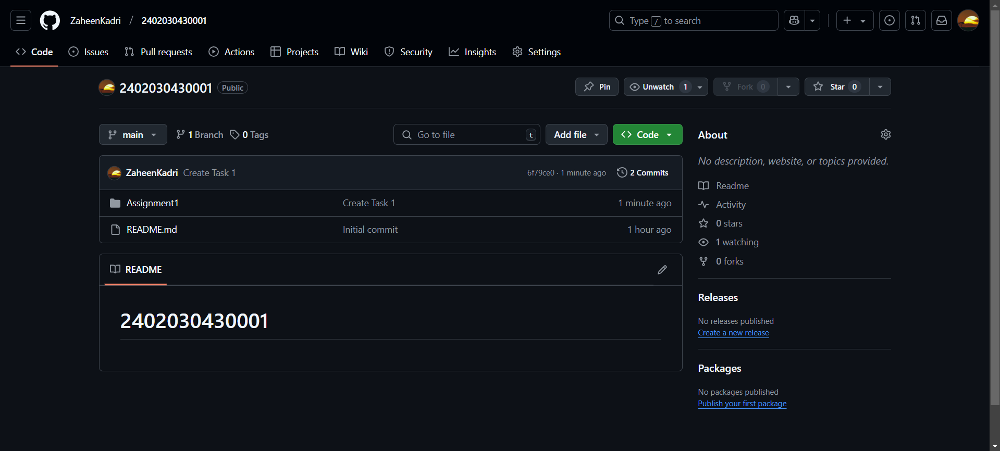 ZaheenKadri / 2402030430001
Type / to search
Code Issues Pull requests Actions Projects Wiki Security Insights Settings
2402030430001 Public
Pin Unwatch 1 Fork 0 Star 0
main 1 Branch 0 Tags
Go to file t Add file Code
ZaheenKadri Create Task 1 6f79ce0 · 1 minute ago 2 Commits
Assignment1 Create Task 1 1 minute ago
README.md Initial commit 1 hour ago
README
2402030430001
About
No description, website, or topics provided.
Readme
Activity
0 stars
1 watching
0 forks
Releases
No releases published
Create a new release
Packages
No packages published
Publish your first package